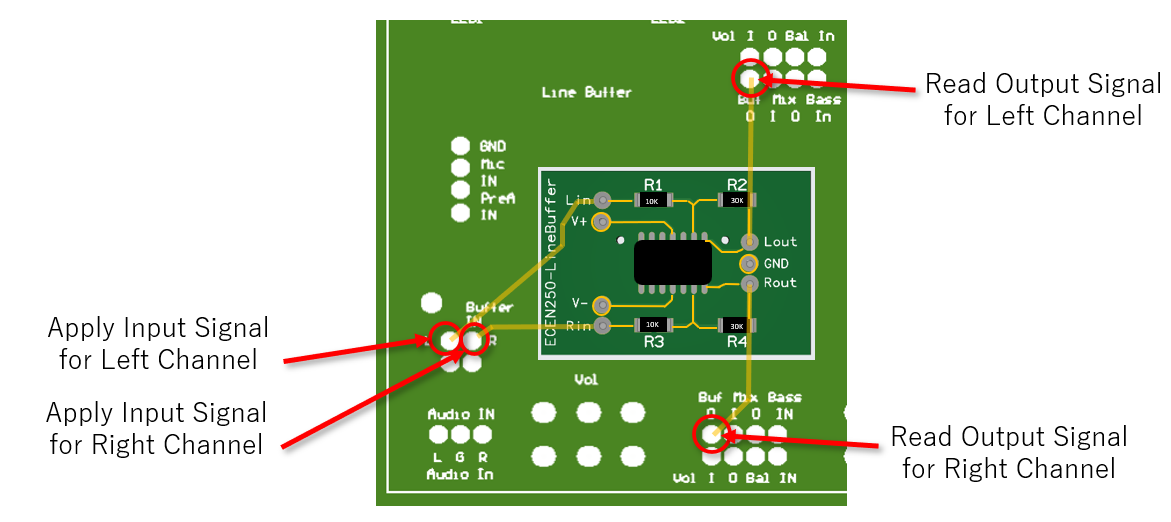 Vol I O Bal In
Buf Mix Bass
O I O In
Read Output Signal
for Left Channel
Line Buffer
GND
Mic
IN
PreA
IN
ECEN250-LineBuffer
R1
R2
10K
30K
Lin
V+
Lout
GND
Rout
V-
Rin
10K
30K
R3
R4
Buffer
IN
R
Apply Input Signal
for Left Channel
Apply Input Signal
for Right Channel
Vol
Audio IN
L G R
Audio In
Buf Mix Bass
O I O IN
Vol I O Bal IN
Read Output Signal
for Right Channel